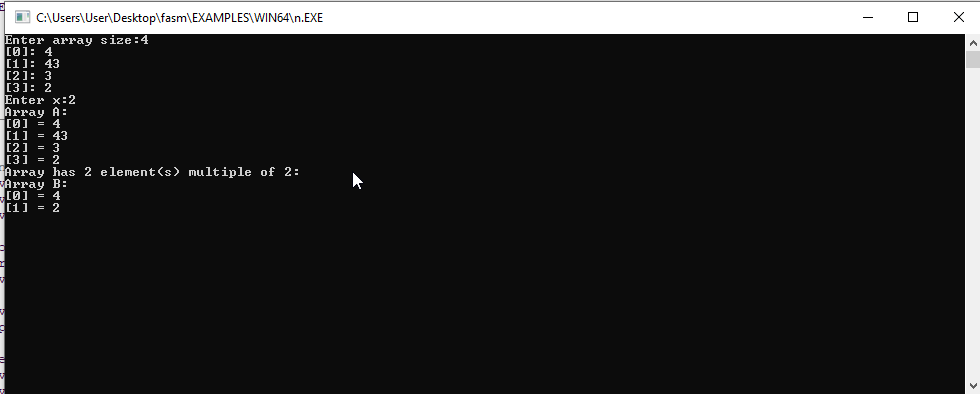 C:\Users\User\Desktop\fasm\EXAMPLES\WIN64\n.EXE
Enter array size:4
[0]: 4
[1]: 43
[2]: 3
[3]: 2
Enter x:2
Array A:
[0] = 4
[1] = 43
[2] = 3
[3] = 2
Array has 2 element(s) multiple of 2:
Array B:
[0] = 4
[1] = 2